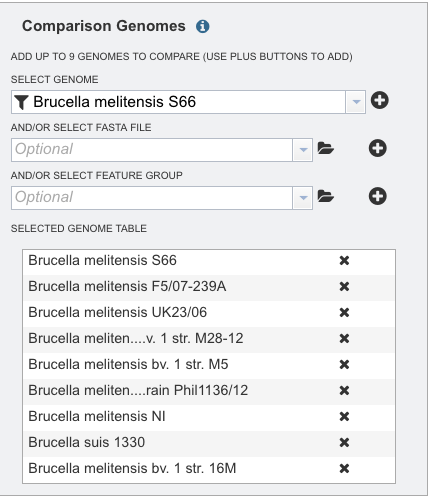 Comparison Genomes
ADD UP TO 9 GENOMES TO COMPARE (USE PLUS BUTTONS TO ADD)
SELECT GENOME
Brucella melitensis S66
AND/OR SELECT FASTA FILE
Optional
AND/OR SELECT FEATURE GROUP
Optional
SELECTED GENOME TABLE
Brucella melitensis S66
Brucella melitensis F5/07-239A
Brucella melitensis UK23/06
Brucella meliten....v. 1 str. M28-12
Brucella melitensis bv. 1 str. M5
Brucella meliten....rain Phil1136/12
Brucella melitensis NI
Brucella suis 1330
Brucella melitensis bv. 1 str. 16M